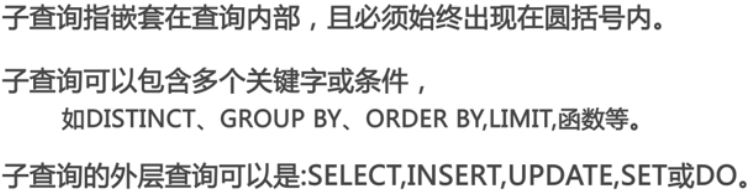 子查询指嵌套在查询内部，且必须始终出现在圆括号内。
子查询可以包含多个关键字或条件，
如DISTINCT、GROUP BY、ORDER BY,LIMIT,函数等。
子查询的外层查询可以是:SELECT,INSERT,UPDATE,SET或DO。